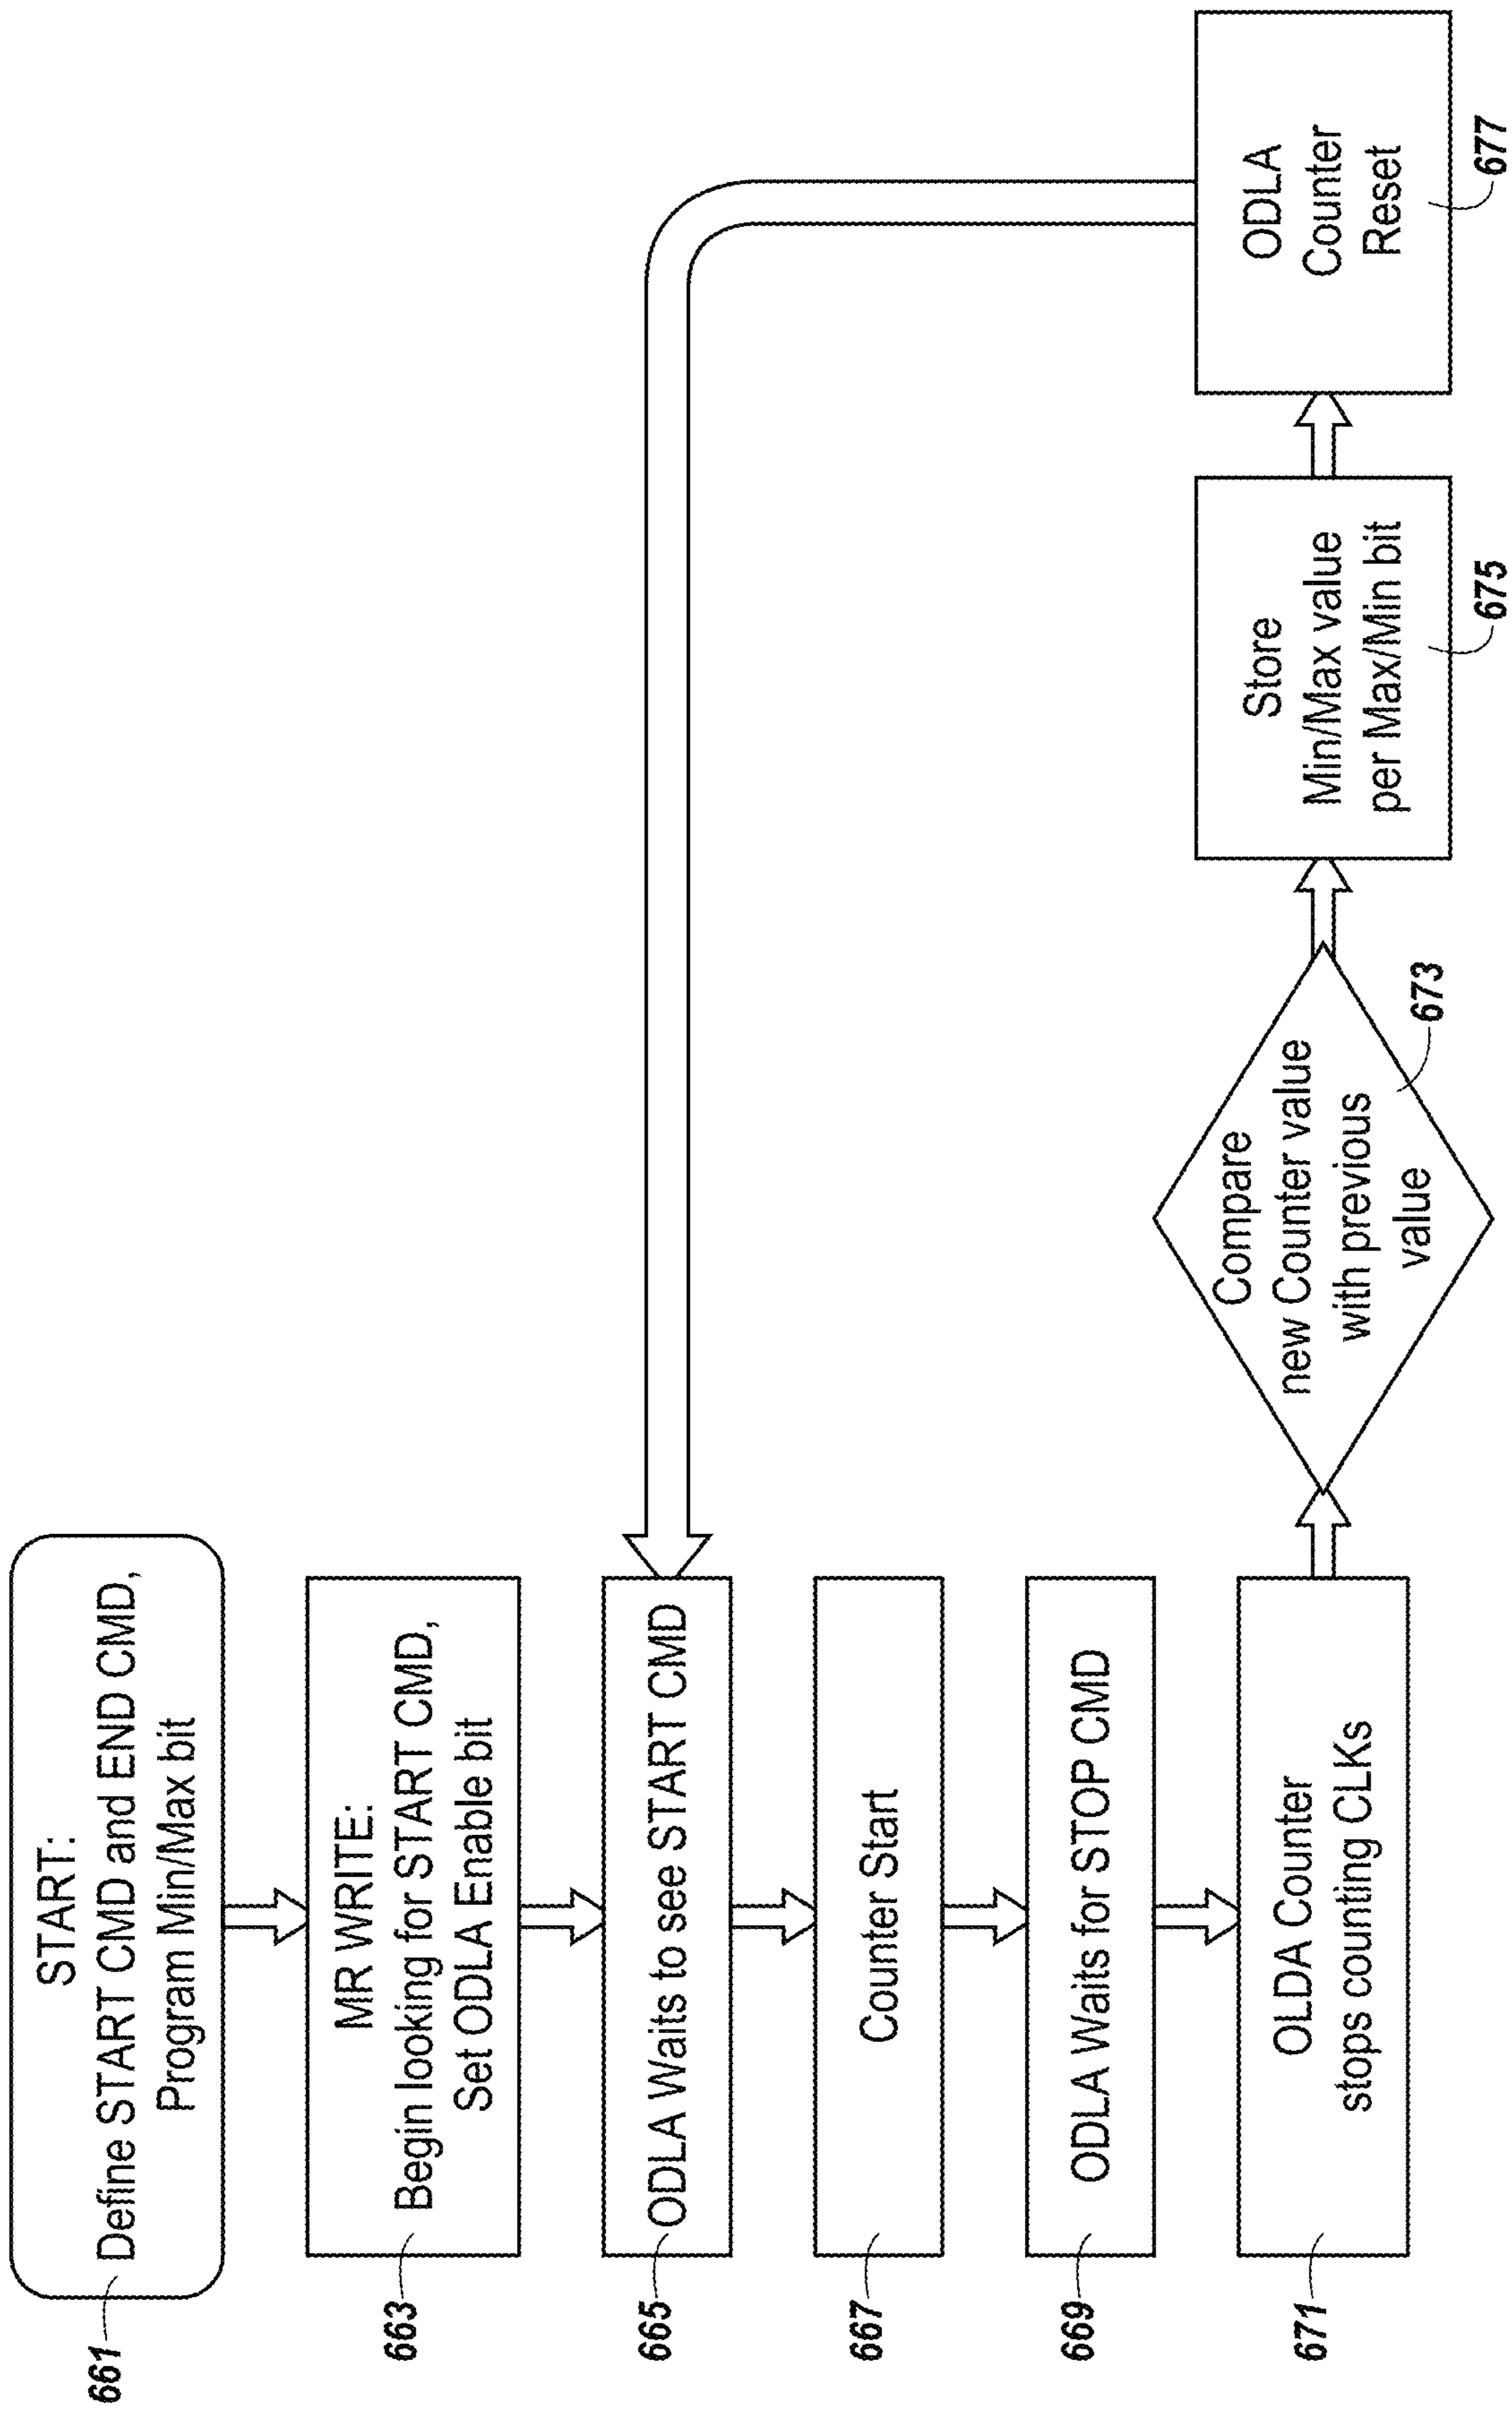 START:
Define START CMD and END CMD,
Program Min/Max bit
661
MR WRITE:
Begin looking for START CMD,
Set ODLA Enable bit
663
ODLA Waits to see START CMD
665
Counter Start
667
ODLA Waits for STOP CMD
669
OLDA Counter
stops counting CLKs
671
Compare
new Counter value
with previous
value
673
Store
Min/Max value
per Max/Min bit
675
ODLA
Counter
Reset
677